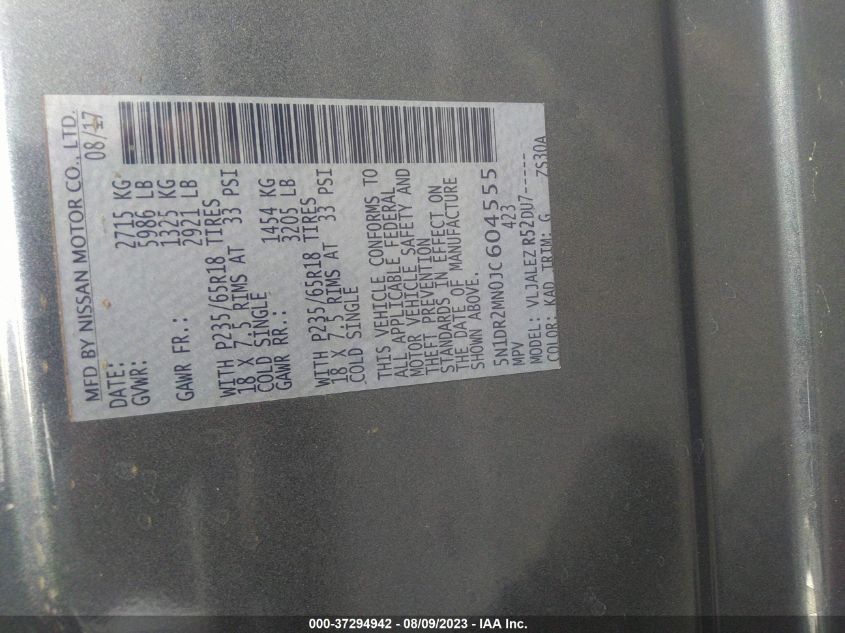 MFD BY NISSAN MOTOR CO., LTD.
DATE: 08/17
GVWR: 2715 KG
5986 LB
GAWR FR.: 1325 KG
2921 LB
WITH P235/65R18 TIRES
18 X 7.5 RIMS AT 33 PSI
COLD SINGLE
GAWR RR.: 1454 KG
3205 LB
WITH P235/65R18 TIRES
18 X 7.5 RIMS AT 33 PSI
COLD SINGLE
THIS VEHICLE CONFORMS TO
ALL APPLICABLE FEDERAL
MOTOR VEHICLE SAFETY AND
THEFT PREVENTION
STANDARDS IN EFFECT ON
THE DATE OF MANUFACTURE
SHOWN ABOVE.
5N1DR2MN0JC604555
MPV 423
MODEL: VLJALEZ R52DU7-----
COLOR: KAD TRIM: G ZS30A
000-37294942 - 08/09/2023 - IAA Inc.